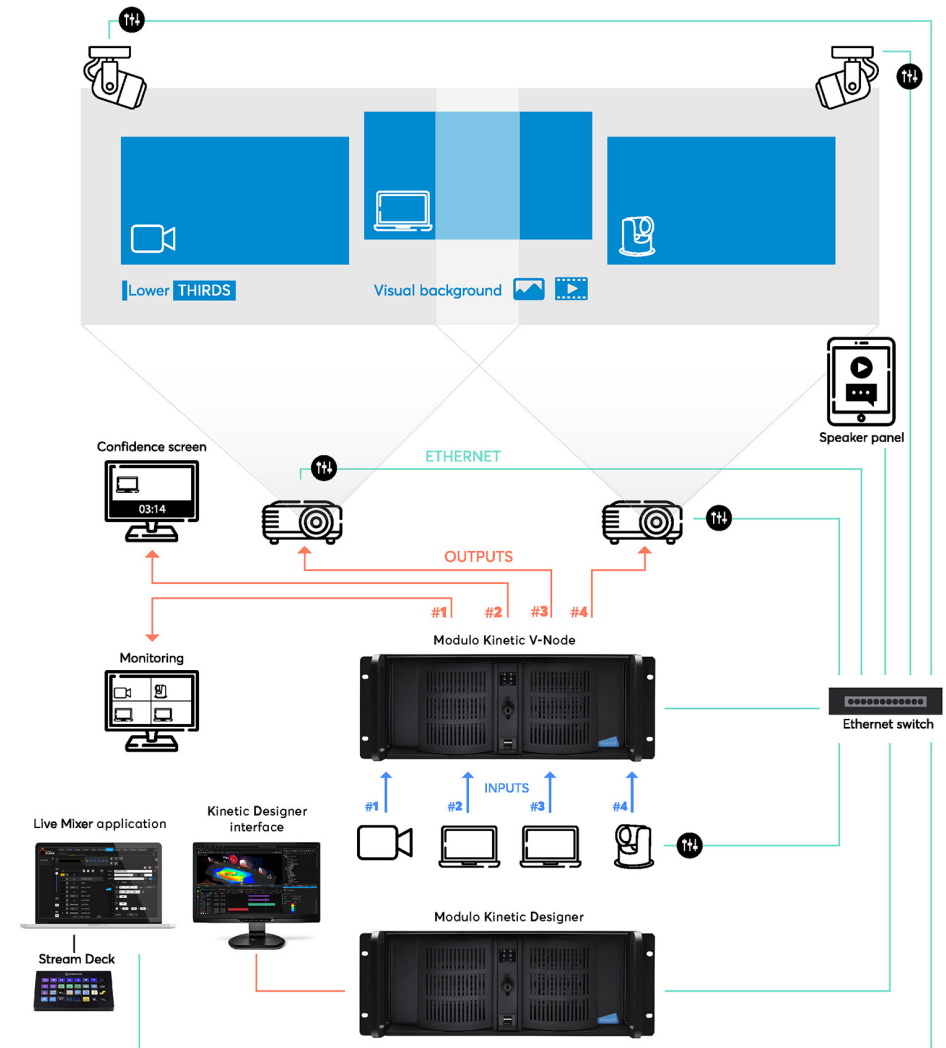 Lower THIRDS
Visual background
Speaker panel
Confidence screen
03:14
ETHERNET
OUTPUTS
#1
#2
#3
#4
Modulo Kinetic V-Node
Monitoring
Ethernet switch
INPUTS
#1
#2
#3
#4
Live Mixer application
Kinetic Designer
interface
Modulo Kinetic Designer
Stream Deck